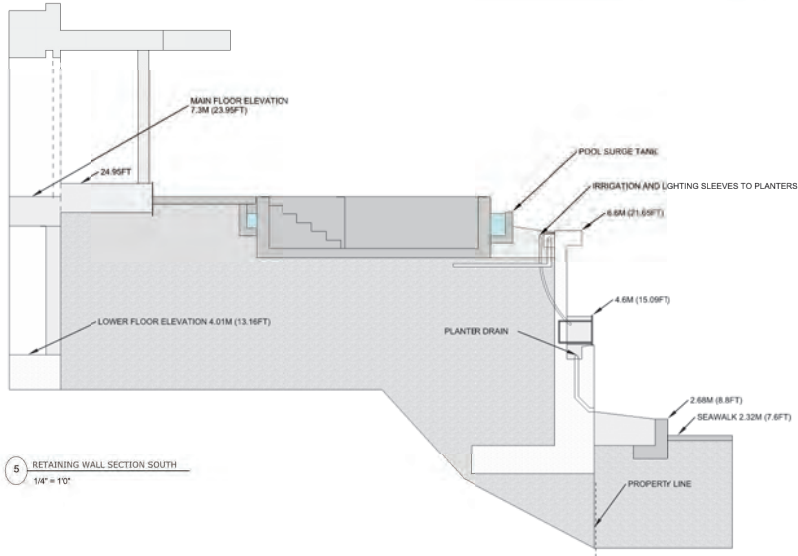 MAIN FLOOR ELEVATION
7.3M (23.95FT)
24.95FT
POOL SURGE TANK
IRRIGATION AND LGHTING SLEEVES TO PLANTERS
6.6M (21.65FT)
4.6M (15.09FT)
LOWER FLOOR ELEVATION 4.01M (13.16FT)
PLANTER DRAIN
2.68M (8.8FT)
SEAWALK 2.32M (7.6FT)
5
RETAINING WALL SECTION SOUTH
1/4" = 1'0"
PROPERTY LINE